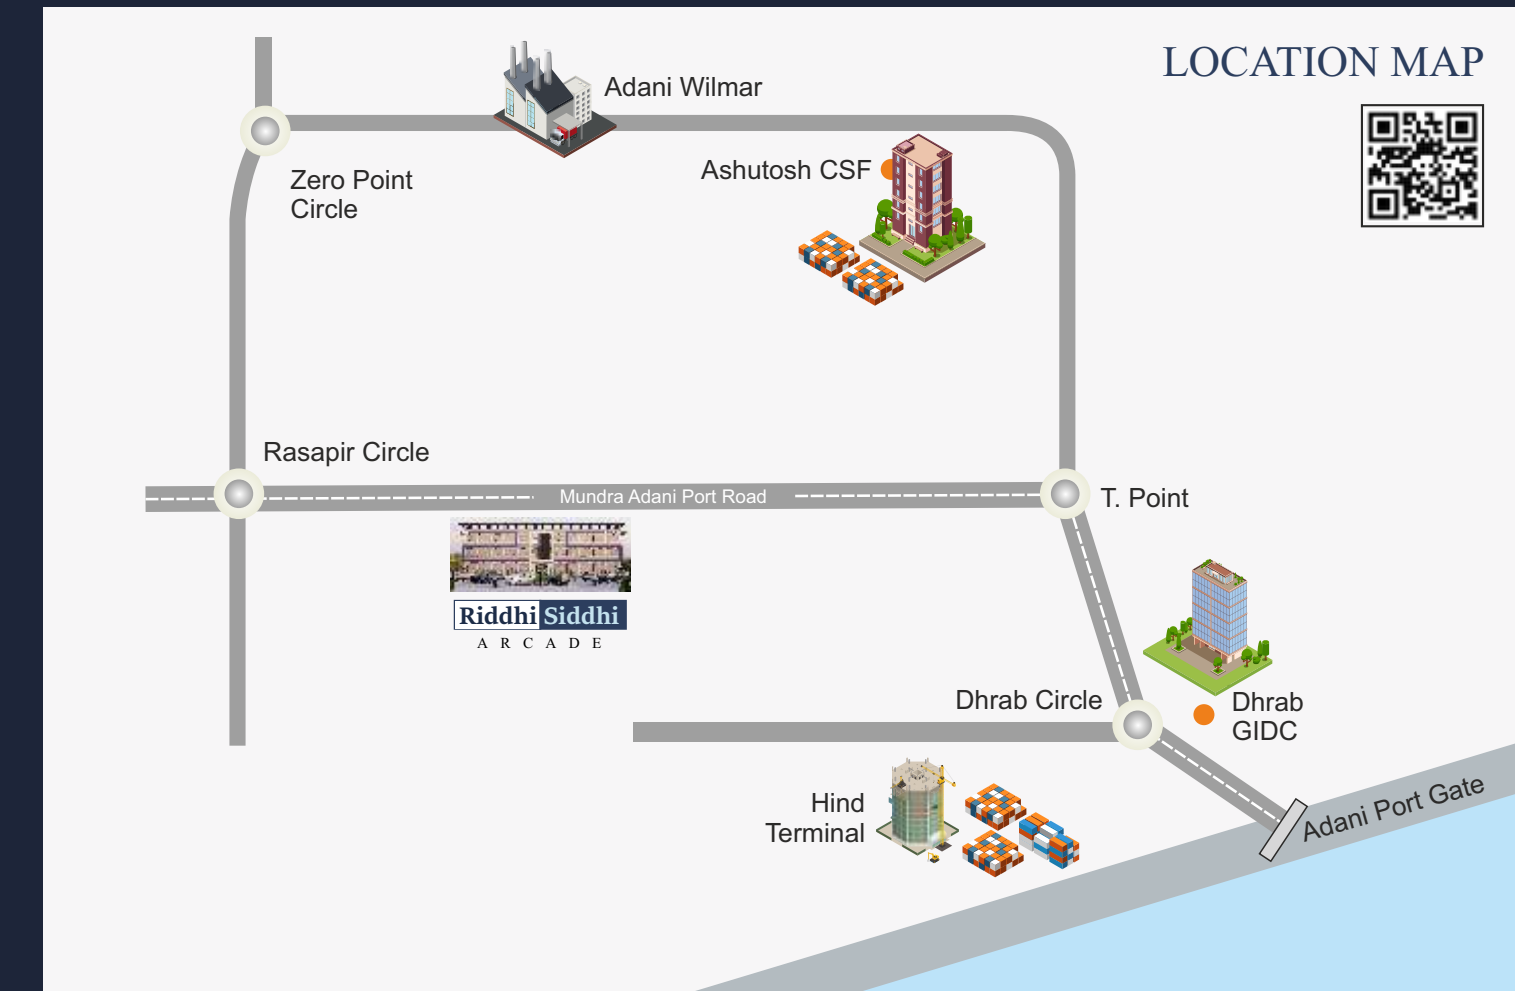 LOCATION MAP
Adani Wilmar
Ashutosh CSF
Zero Point
Circle
Rasapir Circle
Mundra Adani Port Road
T. Point
Riddhi Siddhi
ARCADE
Dhrab Circle
Dhrab
GIDC
Hind
Terminal
Adani Port Gate